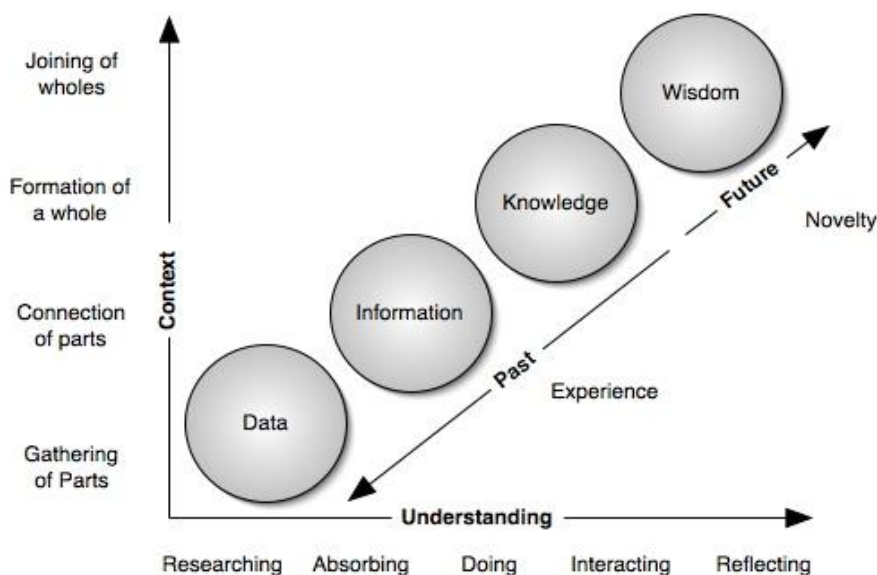 Joining of
wholes
Wisdom
Formation of
a whole
Knowledge
Future
Novelty
Context
Connection
of parts
Information
Past
Experience
Data
Gathering
of Parts
Understanding
Researching Absorbing Doing Interacting Reflecting